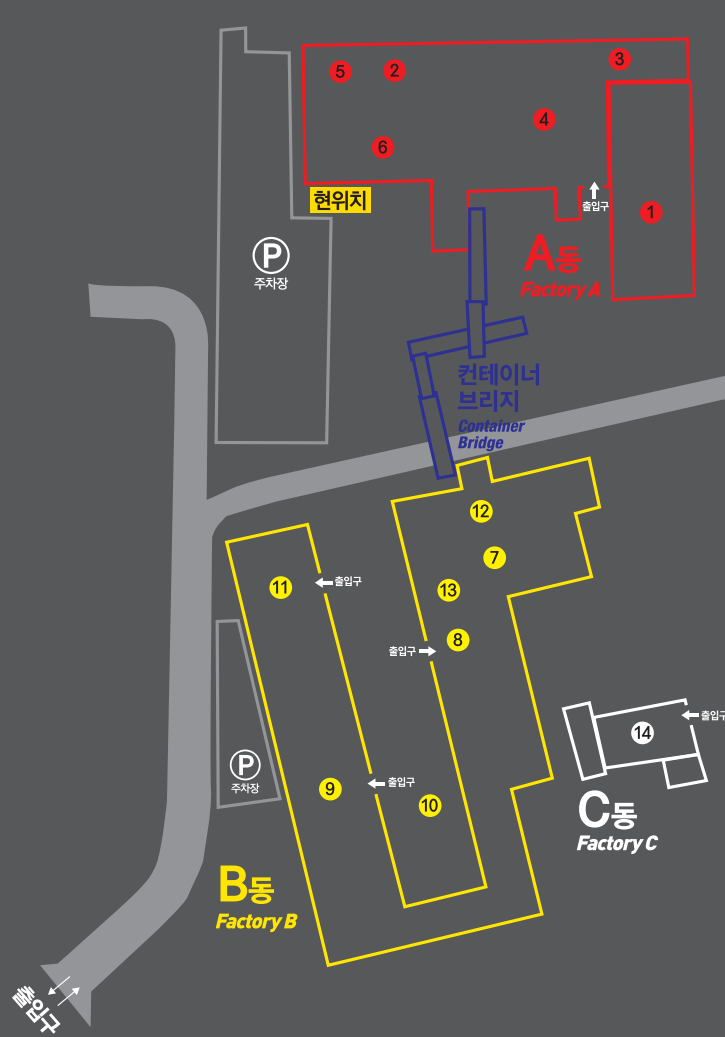 3
5
2
4
6
현위치
출입구
1
A동
Factory A
P
주차장
컨테이너
브리지
Container
Bridge
12
7
11
출입구
13
8
출입구
14
출입구
P
주차장
9
출입구
10
C동
Factory C
B동
Factory B
출입구